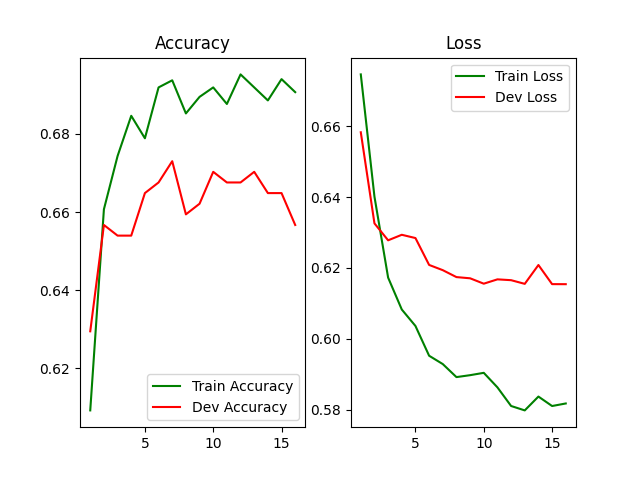 Accuracy
0.68
0.66
0.64
0.62
5
10
15
Train Accuracy
Dev Accuracy
Loss
0.66
0.64
0.62
0.60
0.58
5
10
15
Train Loss
Dev Loss